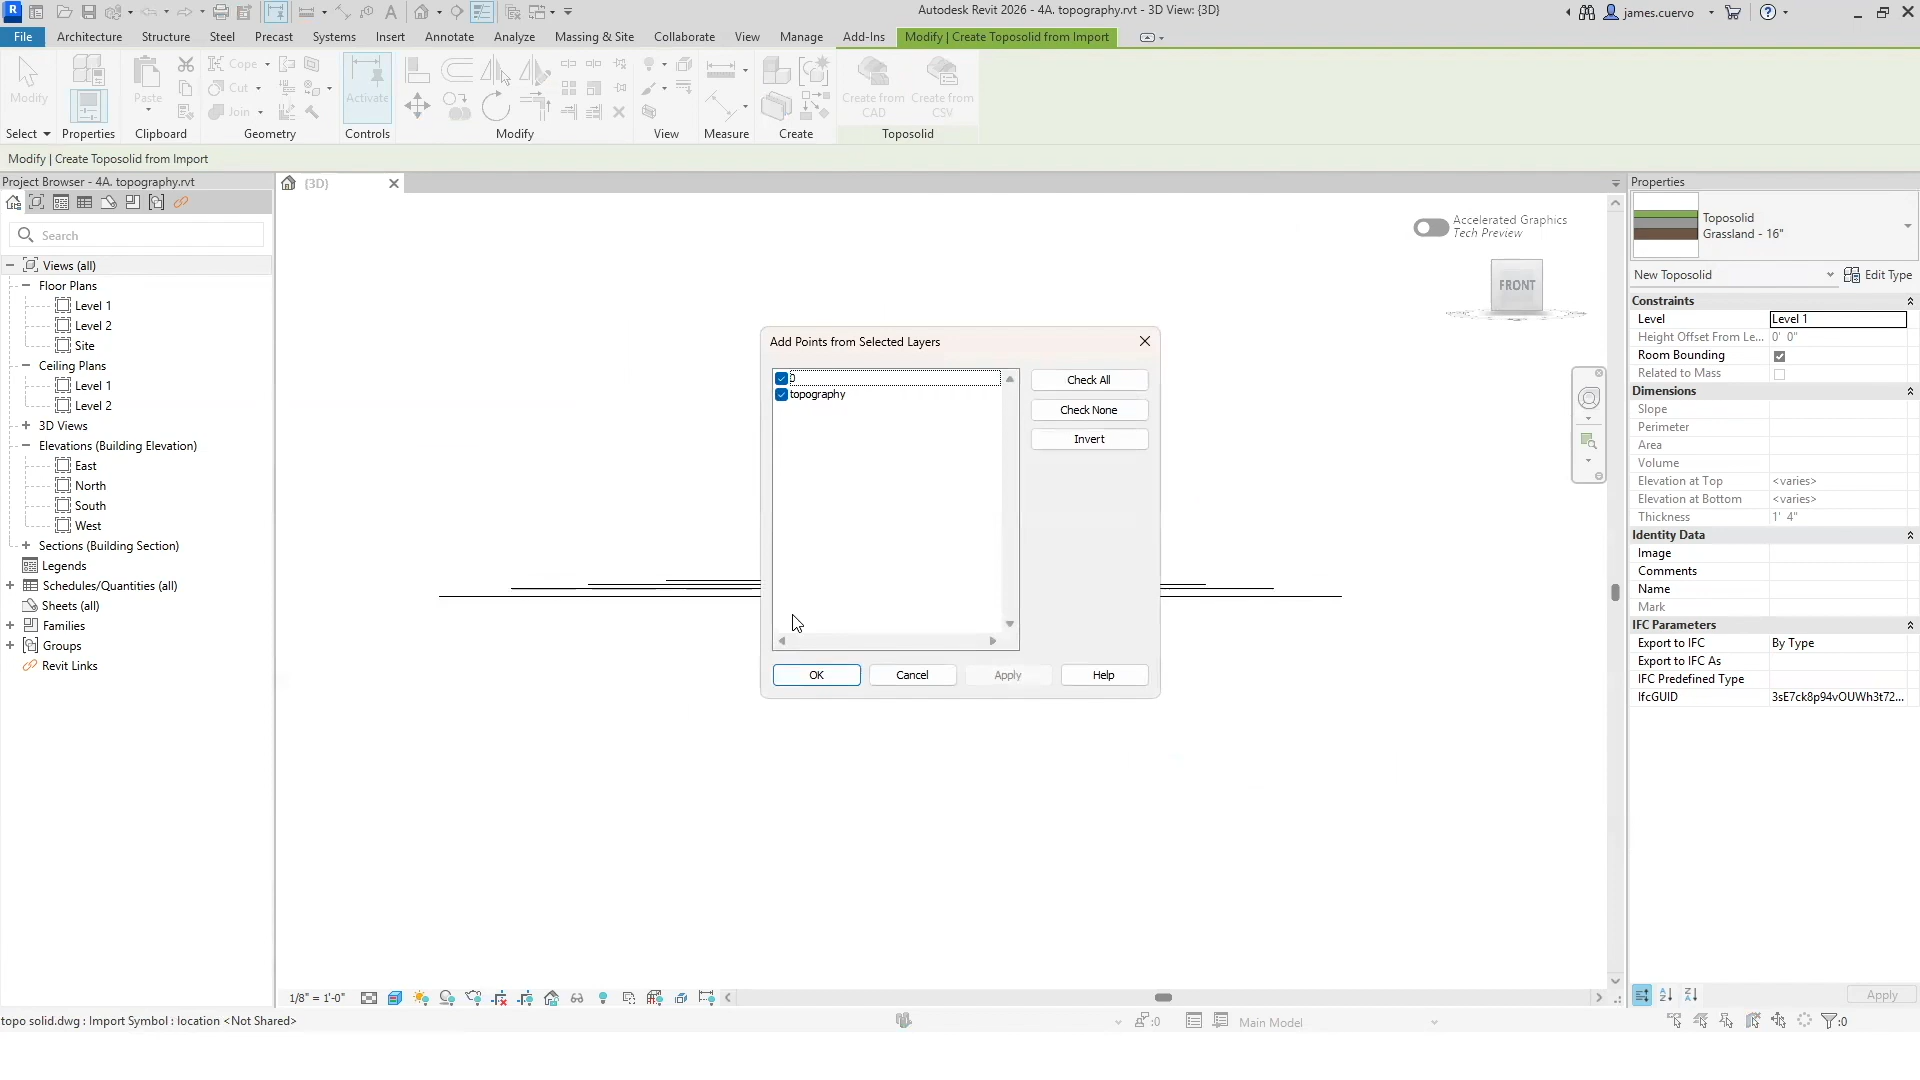 Autodesk Revit 2026 - 4A. topography.rvt - 3D View: {3D}
james.cuervo
File Architecture Structure Steel Precast Systems Insert Annotate Analyze Massing & Site Collaborate View Manage Add-Ins Modify | Create Toposolid from Import
Modify Paste Cope Cut Join Activate Create from CAD Create from CSV
Select Properties Clipboard Geometry Controls Modify View Measure Create Toposolid
Modify | Create Toposolid from Import
Project Browser - 4A. topography.rvt
Search
Views (all)
Floor Plans
Level 1
Level 2
Site
Ceiling Plans
Level 1
Level 2
3D Views
Elevations (Building Elevation)
East
North
South
West
Sections (Building Section)
Legends
Schedules/Quantities (all)
Sheets (all)
Families
Groups
Revit Links
{3D}
Accelerated Graphics
Tech Preview
FRONT
Add Points from Selected Layers
0
topography
Check All
Check None
Invert
OK Cancel Apply Help
Properties
Toposolid
Grassland - 16"
New Toposolid Edit Type
Constraints
Level Level 1
Height Offset From Le... 0' 0"
Room Bounding
Related to Mass
Dimensions
Slope
Perimeter
Area
Volume
Elevation at Top <varies>
Elevation at Bottom <varies>
Thickness 1' 4"
Identity Data
Image
Comments
Name
Mark
IFC Parameters
Export to IFC By Type
Export to IFC As
IFC Predefined Type
IfcGUID 3sE7ck8p94vOUWh3t72...
Apply
1/8" = 1'-0"
topo solid.dwg : Import Symbol : location <Not Shared>
:0
Main Model
:0